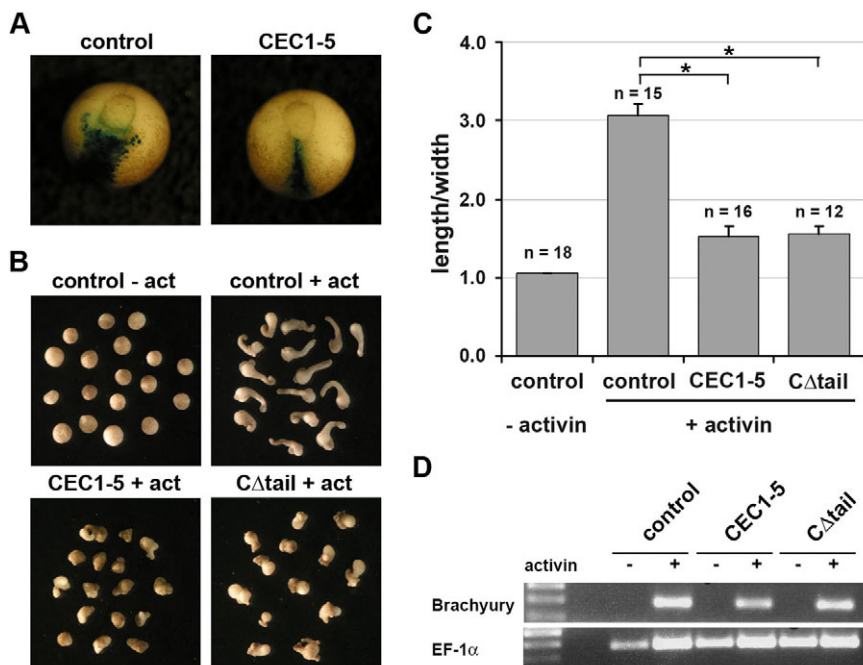 A
control CEC1-5
B
control - act control + act
CEC1-5 + act CΔtail + act
C
length/width
4.0
3.0
2.0
1.0
0.0
* *
n = 18
n = 15
n = 16
n = 12
control control CEC1-5 CΔtail
- activin + activin
D
control CEC1-5 CΔtail
activin - + - + - +
Brachyury
EF-1α